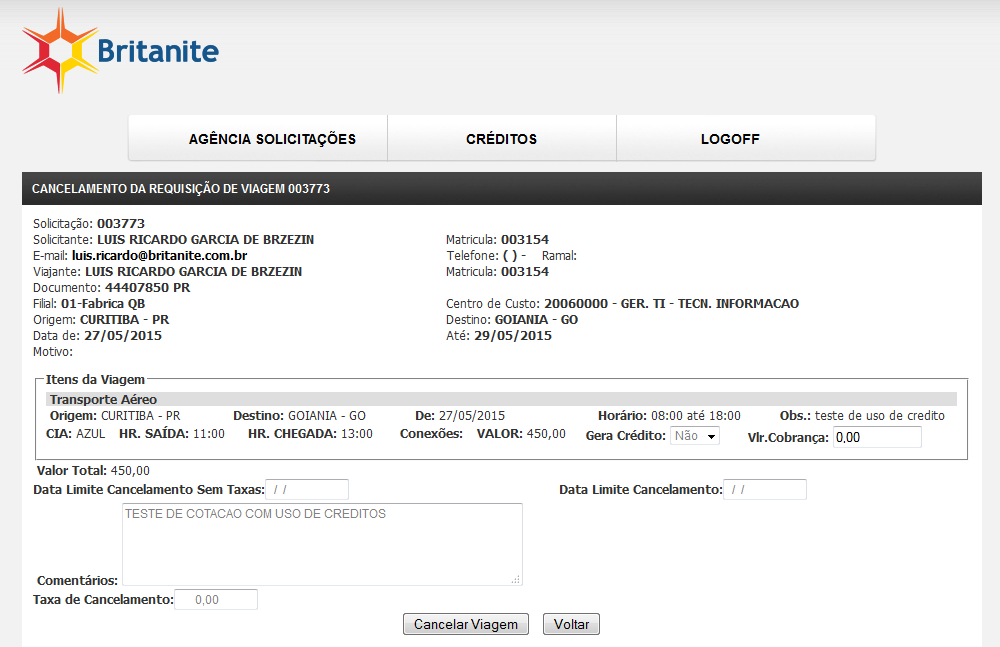 Britanite
AGÊNCIA SOLICITAÇÕES CRÉDITOS LOGOFF
CANCELAMENTO DA REQUISIÇÃO DE VIAGEM 003773
Solicitação: 003773
Solicitante: LUIS RICARDO GARCIA DE BRZEZIN Matricula: 003154
E-mail: luis.ricardo@britanite.com.br Telefone: ( ) - Ramal:
Viajante: LUIS RICARDO GARCIA DE BRZEZIN Matricula: 003154
Documento: 44407850 PR
Filial: 01-Fabrica QB Centro de Custo: 20060000 - GER. TI - TECN. INFORMACAO
Origem: CURITIBA - PR Destino: GOIANIA - GO
Data de: 27/05/2015 Até: 29/05/2015
Motivo:
Itens da Viagem
Transporte Aéreo
Origem: CURITIBA - PR Destino: GOIANIA - GO De: 27/05/2015 Horário: 08:00 até 18:00 Obs.: teste de uso de credito
CIA: AZUL HR. SAÍDA: 11:00 HR. CHEGADA: 13:00 Conexões: VALOR: 450,00 Gera Crédito: Não Vlr.Cobrança: 0,00
Valor Total: 450,00
Data Limite Cancelamento Sem Taxas: / / Data Limite Cancelamento: / /
TESTE DE COTACAO COM USO DE CREDITOS
Comentários:
Taxa de Cancelamento: 0,00
Cancelar Viagem Voltar